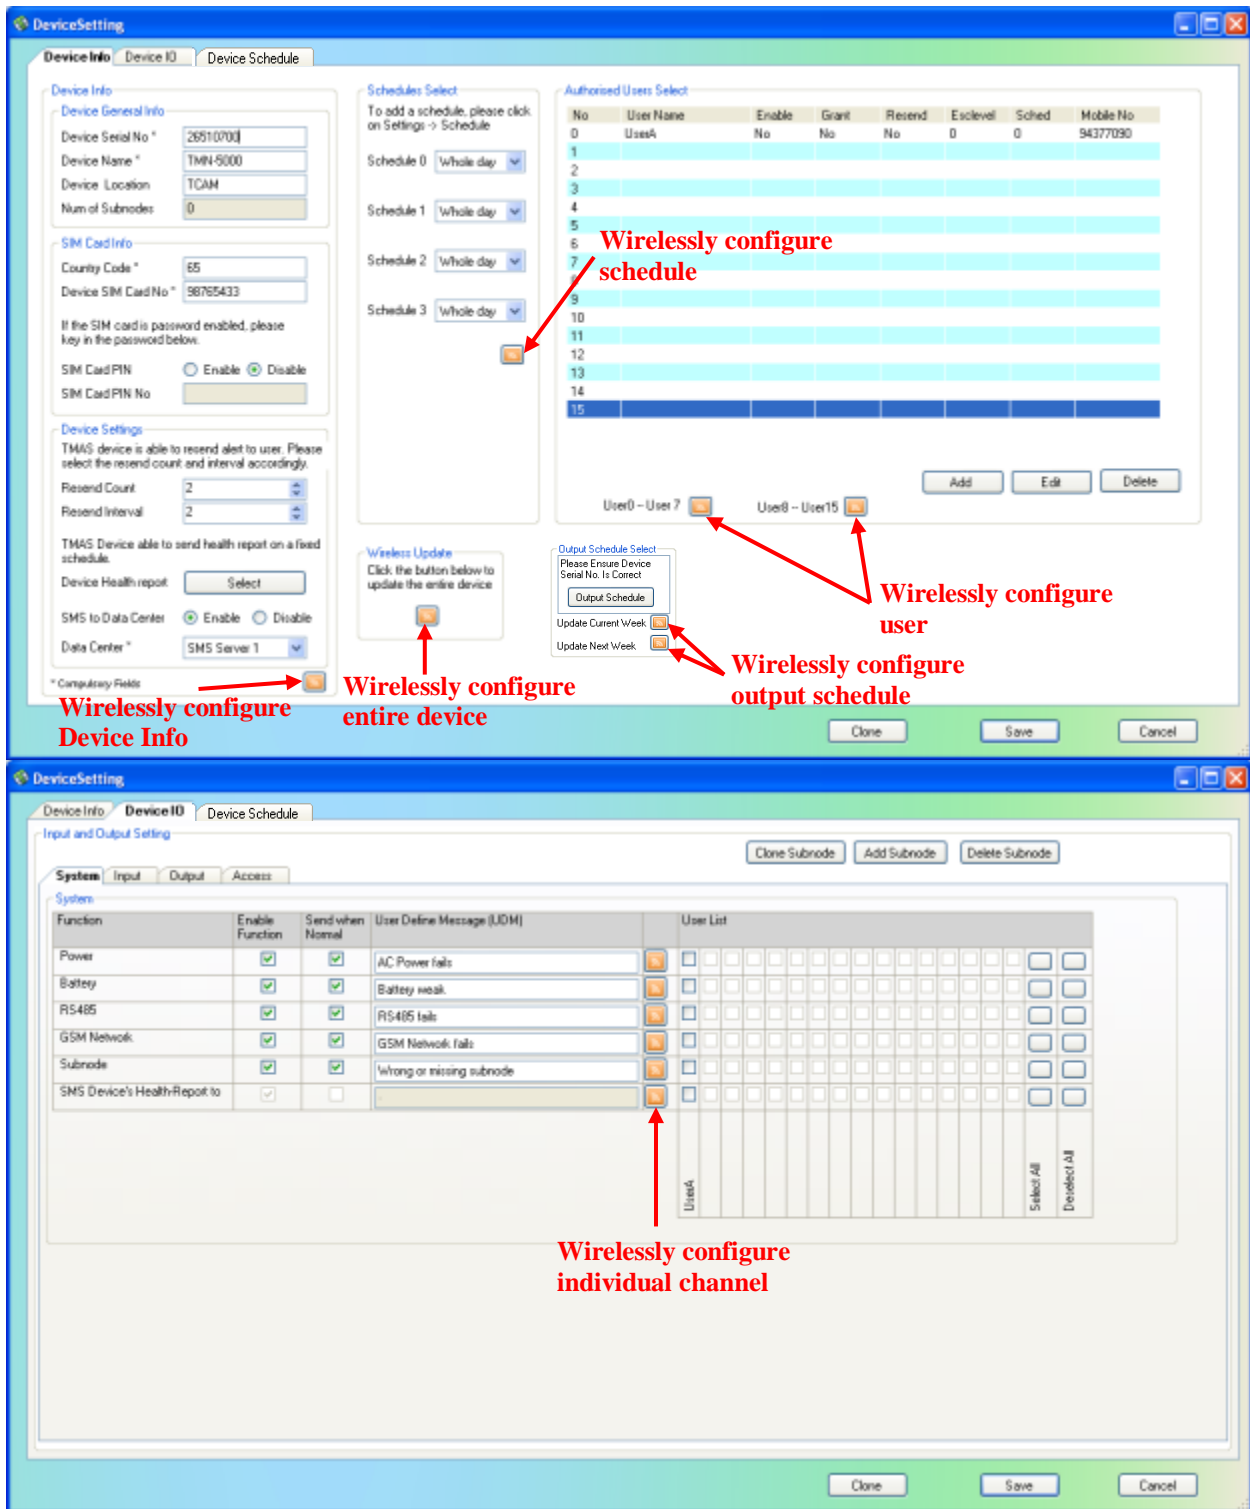 DeviceSetting
Device Info
Device IO
Device Schedule
Device Info
Device General Info
Device Serial No *
26510700
Device Name *
TMN-5000
Device Location
TCAM
Num of Subnodes
0
SIM Card Info
Country Code *
65
Device SIM Card No *
98765433
If the SIM card is password enabled, please
key in the password below.
SIM Card PIN
Enable
Disable
SIM Card PIN No
Device Settings
TMAS device is able to resend alert to user. Please
select the resend count and interval accordingly.
Resend Count
2
Resend Interval
2
TMAS Device able to send health report on a fixed
schedule.
Device Health report
Select
SMS to Data Center
Enable
Disable
Data Center *
SMS Server 1
* Compulsory Fields
Wirelessly configure
Device Info
Schedules Select
To add a schedule, please click
on Settings -> Schedule
Schedule 0
Whole day
Schedule 1
Whole day
Schedule 2
Whole day
Schedule 3
Whole day
Wirelessly configure
schedule
Wireless Update
Click the button below to
update the entire device
Wirelessly configure
entire device
Authorised Users Select
No User Name Enable Grant Resend Esclevel Sched Mobile No
0 UserA No No No 0 0 94377090
1
2
3
4
5
6
7
8
9
10
11
12
13
14
15
Add
Edit
Delete
User0 -- User 7
User8 -- User15
Wirelessly configure
user
Output Schedule Select
Please Ensure Device
Serial No. Is Correct
Output Schedule
Update Current Week
Update Next Week
Wirelessly configure
output schedule
Clone
Save
Cancel
DeviceSetting
Device Info
Device IO
Device Schedule
Input and Output Setting
Clone Subnode
Add Subnode
Delete Subnode
System
Input
Output
Access
System
Function
Enable
Function
Send when
Normal
User Define Message (UDM)
User List
Power
AC Power fails
Battery
Battery weak
RS485
RS485 fails
GSM Network
GSM Network fails
Subnode
Wrong or missing subnode
SMS Device's Health-Report to
UserA
Select All
Deselect All
Wirelessly configure
individual channel
Clone
Save
Cancel